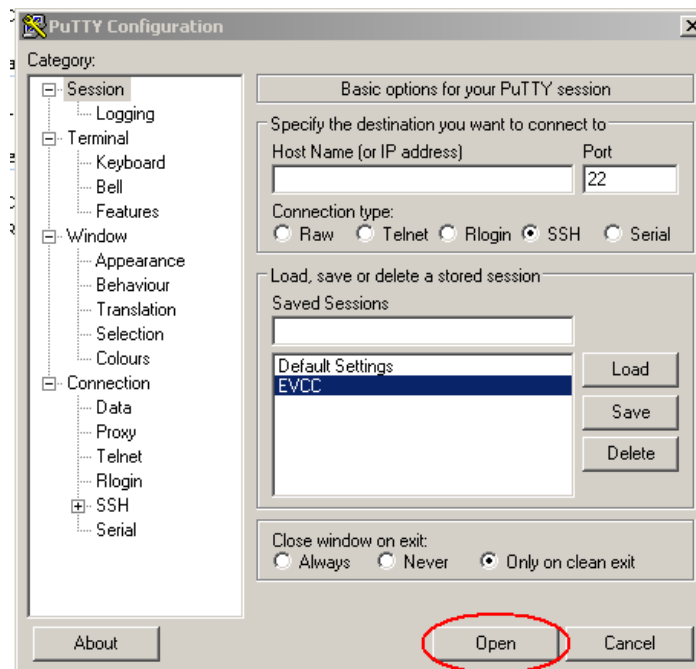 PuTTY Configuration
Category:
Session
Logging
Terminal
Keyboard
Bell
Features
Window
Appearance
Behaviour
Translation
Selection
Colours
Connection
Data
Proxy
Telnet
Rlogin
SSH
Serial
Basic options for your PuTTY session
Specify the destination you want to connect to
Host Name (or IP address) Port
22
Connection type:
Raw Telnet Rlogin SSH Serial
Load, save or delete a stored session
Saved Sessions
Default Settings
EVCC
Load
Save
Delete
Close window on exit:
Always Never Only on clean exit
About Open Cancel